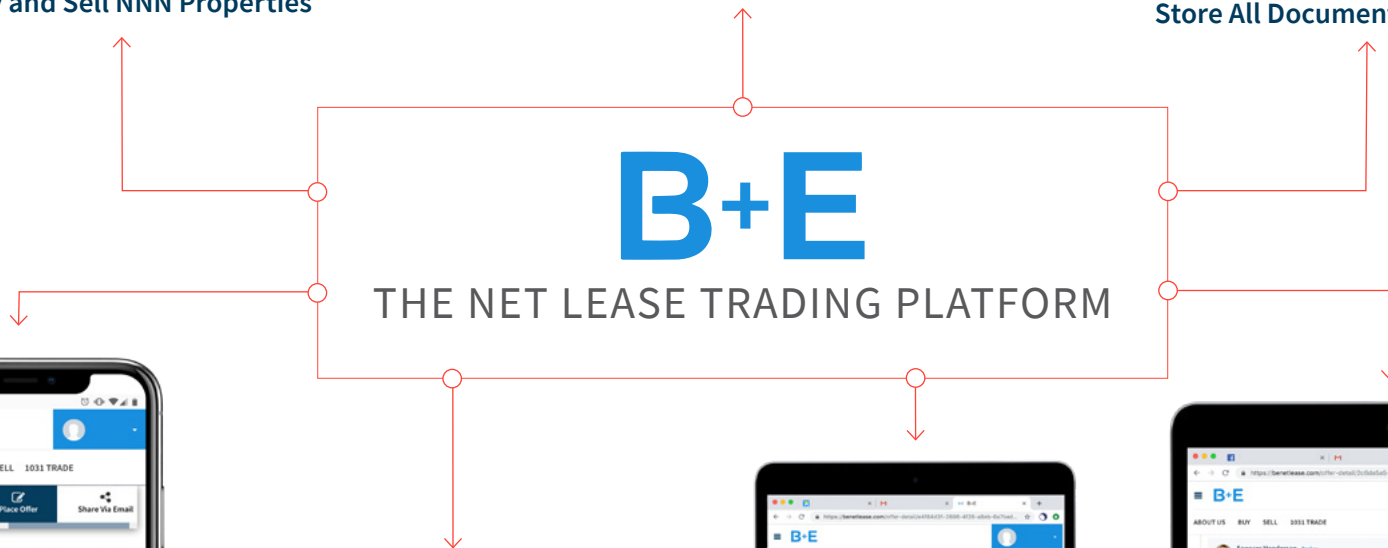 and Sell NNN Properties
Store All Document
B+E
THE NET LEASE TRADING PLATFORM
ELL 1031 TRADE
Place Offer
Share Via Email
B+E
B+E
ABOUT US BUY SELL 1031 TRADE